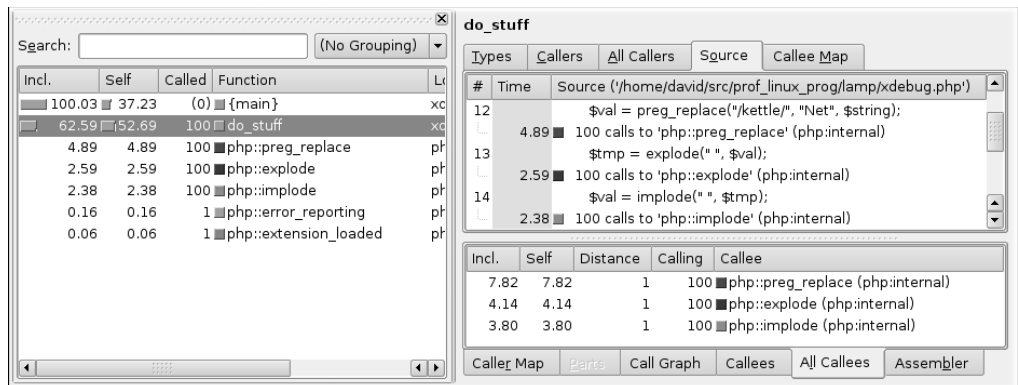 Search: (No Grouping)
Incl. Self Called Function
100.03 37.23 (0) {main}
62.59 52.69 100 do_stuff
4.89 4.89 100 php::preg_replace ph
2.59 2.59 100 php::explode ph
2.38 2.38 100 php::implode ph
0.16 0.16 1 php::error_reporting ph
0.06 0.06 1 php::extension_loaded ph
do_stuff
Types Callers All Callers Source Callee Map
# Time Source ('/home/david/src/prof_linux_prog/lamp/xdebug.php')
12 $val = preg_replace("/kettle/", "Net", $string);
4.89 100 calls to 'php::preg_replace' (php:internal)
13 $tmp = explode(" ", $val);
2.59 100 calls to 'php::explode' (php:internal)
14 $val = implode(" ", $tmp);
2.38 100 calls to 'php::implode' (php:internal)
Incl. Self Distance Calling Callee
7.82 7.82 1 100 php::preg_replace (php:internal)
4.14 4.14 1 100 php::explode (php:internal)
3.80 3.80 1 100 php::implode (php:internal)
Caller Map Parts Call Graph Callees All Callees Assembler